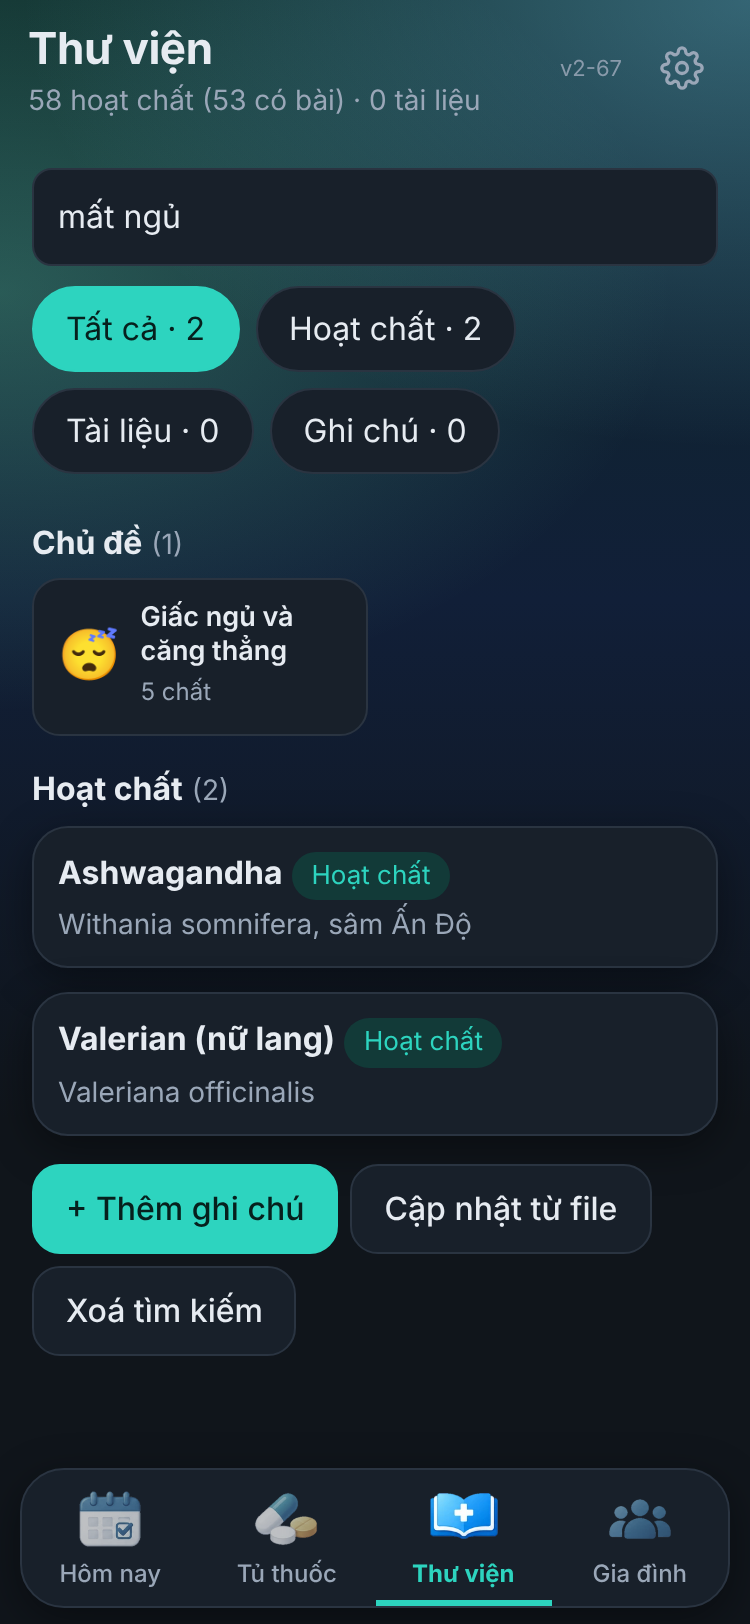 Thư viện
58 hoạt chất (53 có bài) · 0 tài liệu
v2-67
mất ngủ
Tất cả · 2
Hoạt chất · 2
Tài liệu · 0
Ghi chú · 0
Chủ đề (1)
Giấc ngủ và
căng thẳng
5 chất
Hoạt chất (2)
Ashwagandha Hoạt chất
Withania somnifera, sâm Ấn Độ
Valerian (nữ lang) Hoạt chất
Valeriana officinalis
+ Thêm ghi chú
Cập nhật từ file
Xoá tìm kiếm
Hôm nay
Tủ thuốc
Thư viện
Gia đình